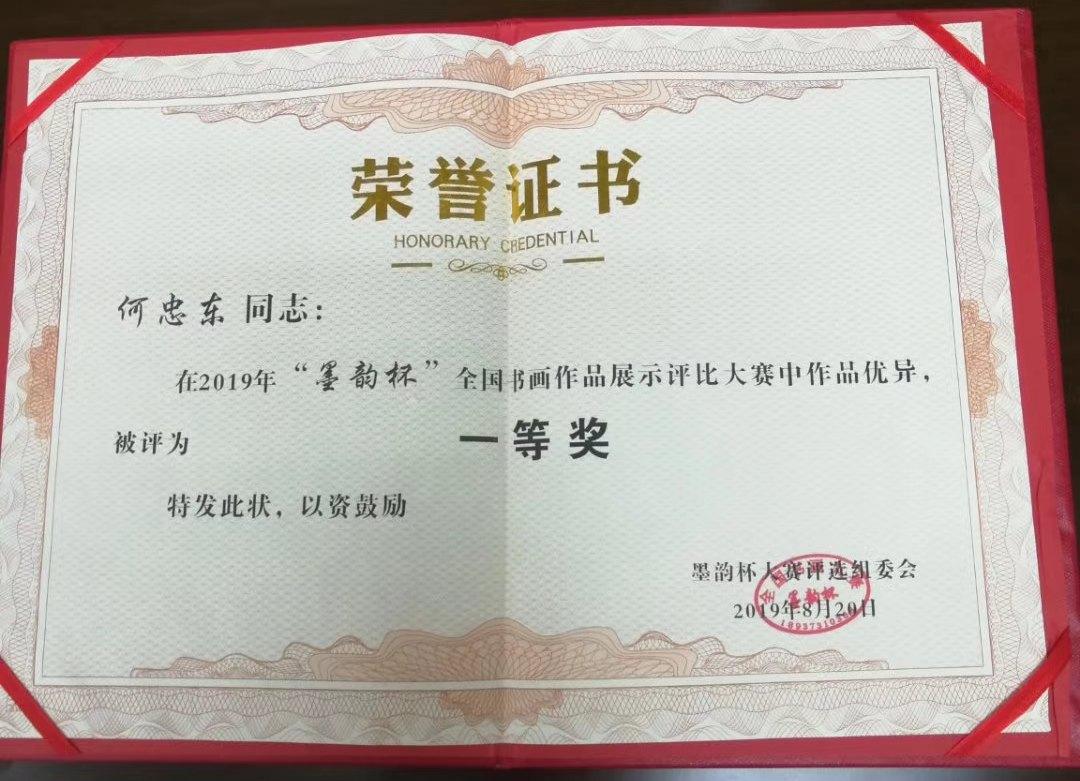 荣誉证书
HONORARY CREDENTIAL
何忠东 同志：
在2019年“墨韵杯”全国书画作品展示评比大赛中作品优异，
被评为 一等奖
特发此状，以资鼓励
墨韵杯大赛评选组委会
2019年8月20日
墨韵杯